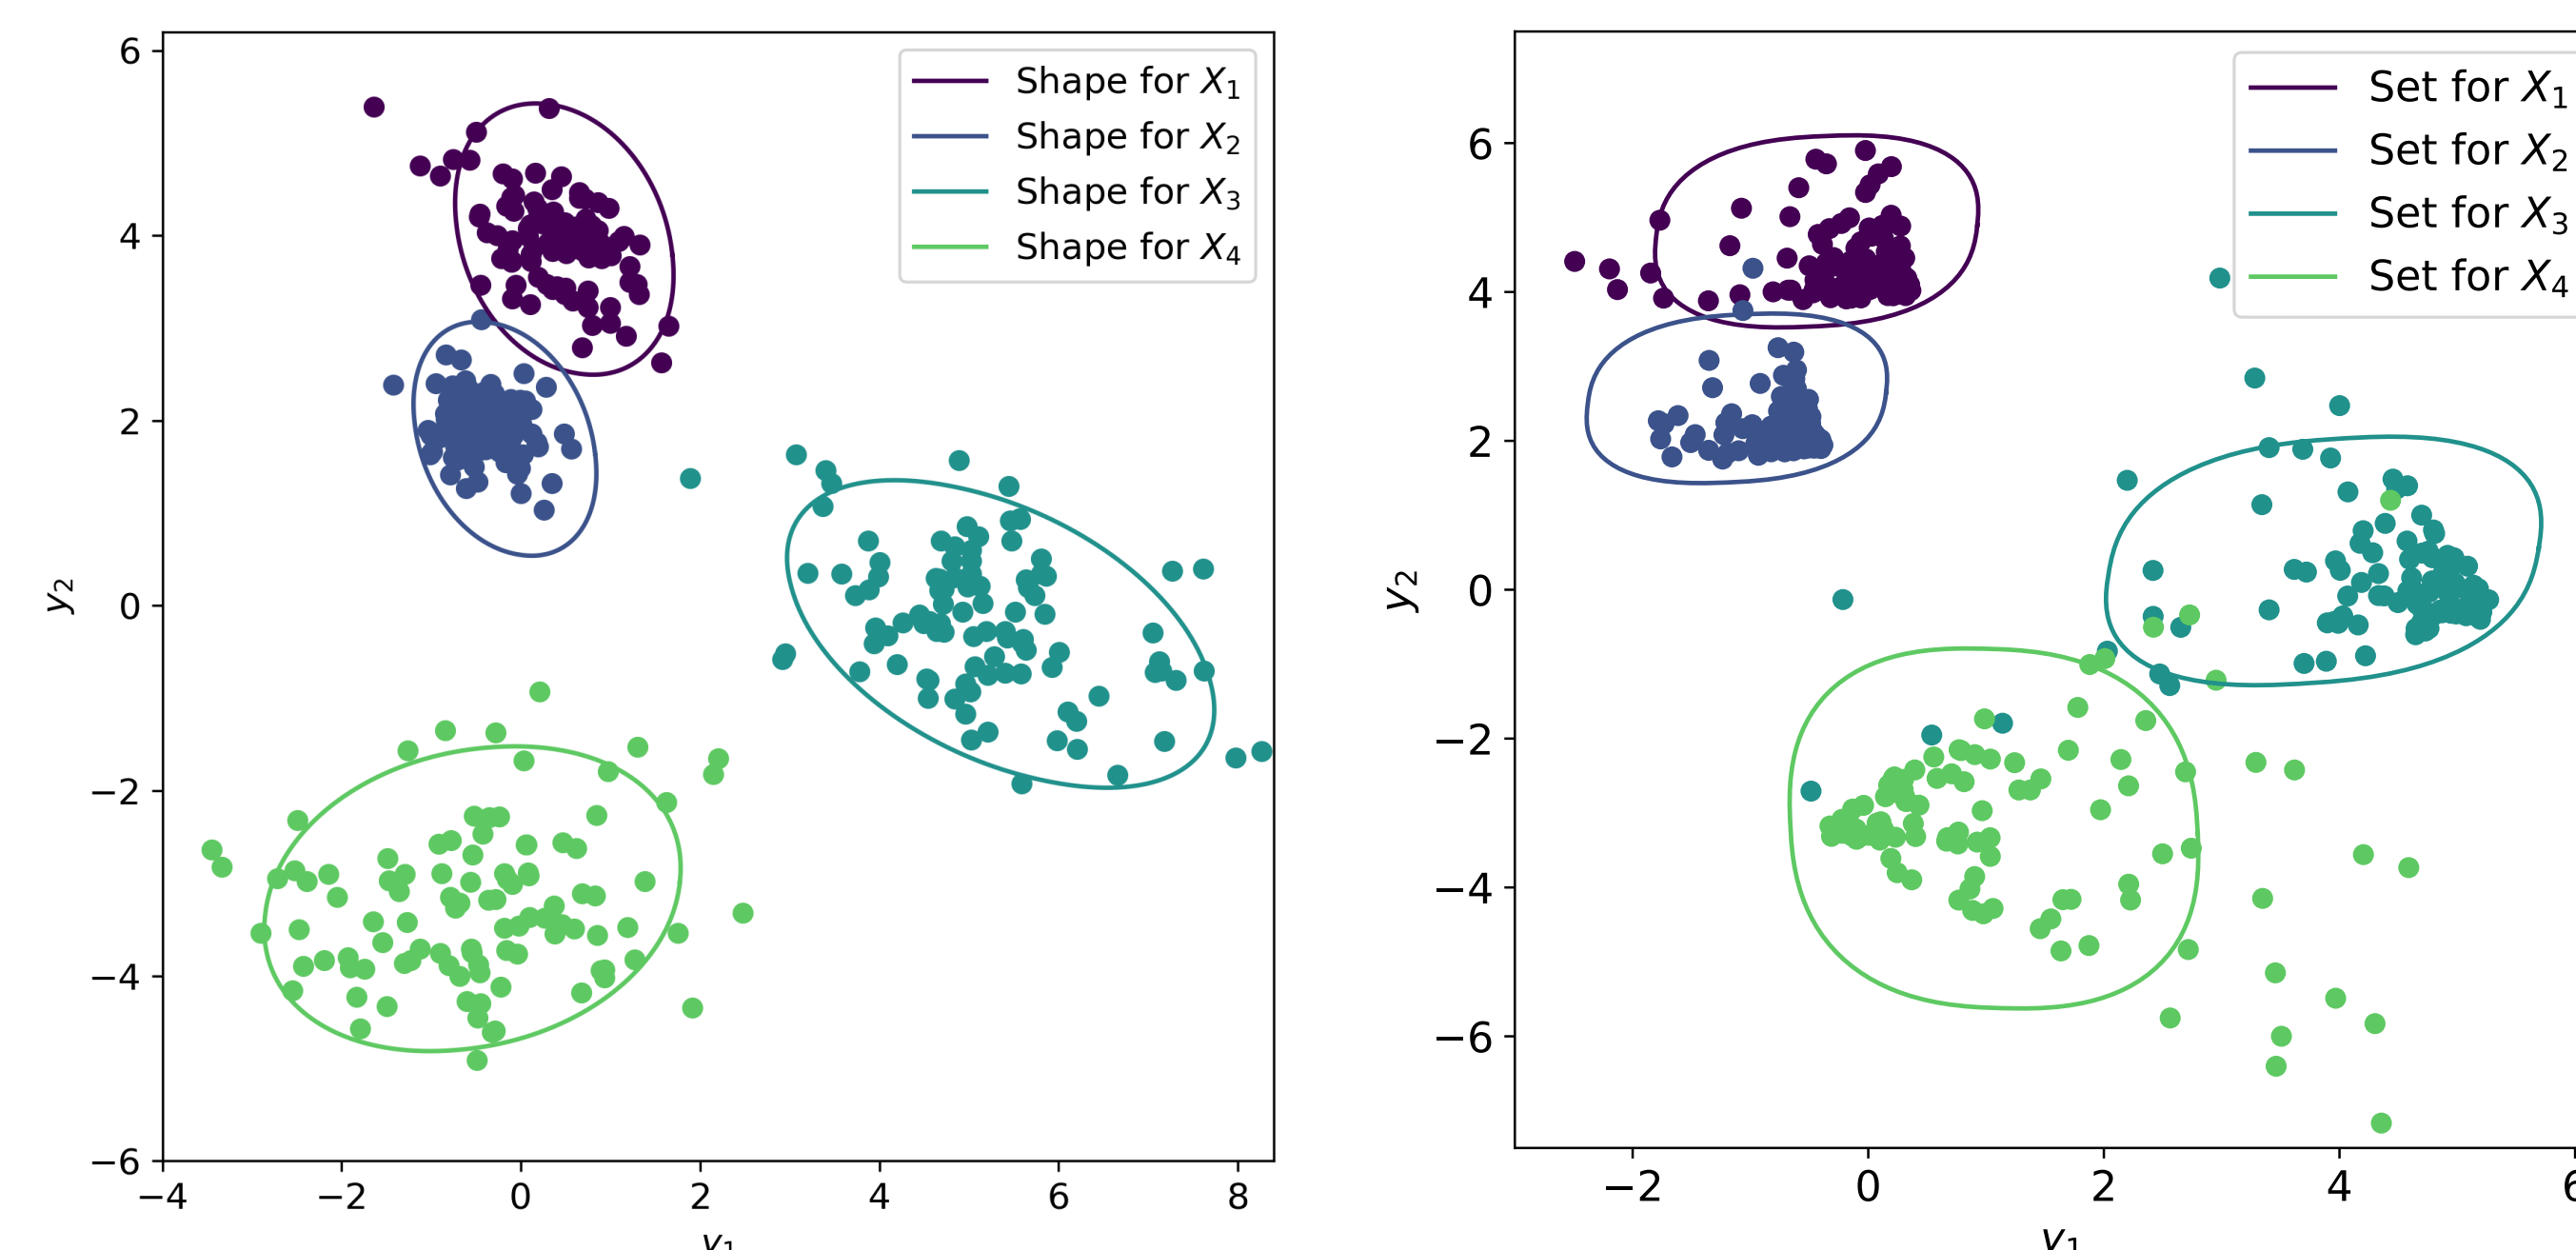 6
4
2
0
−2
−4
−6
y₂
−4 −2 0 2 4 6 8
Shape for X₁
Shape for X₂
Shape for X₃
Shape for X₄
6
4
2
0
−2
−4
−6
y₂
−2 0 2 4
Set for X₁
Set for X₂
Set for X₃
Set for X₄